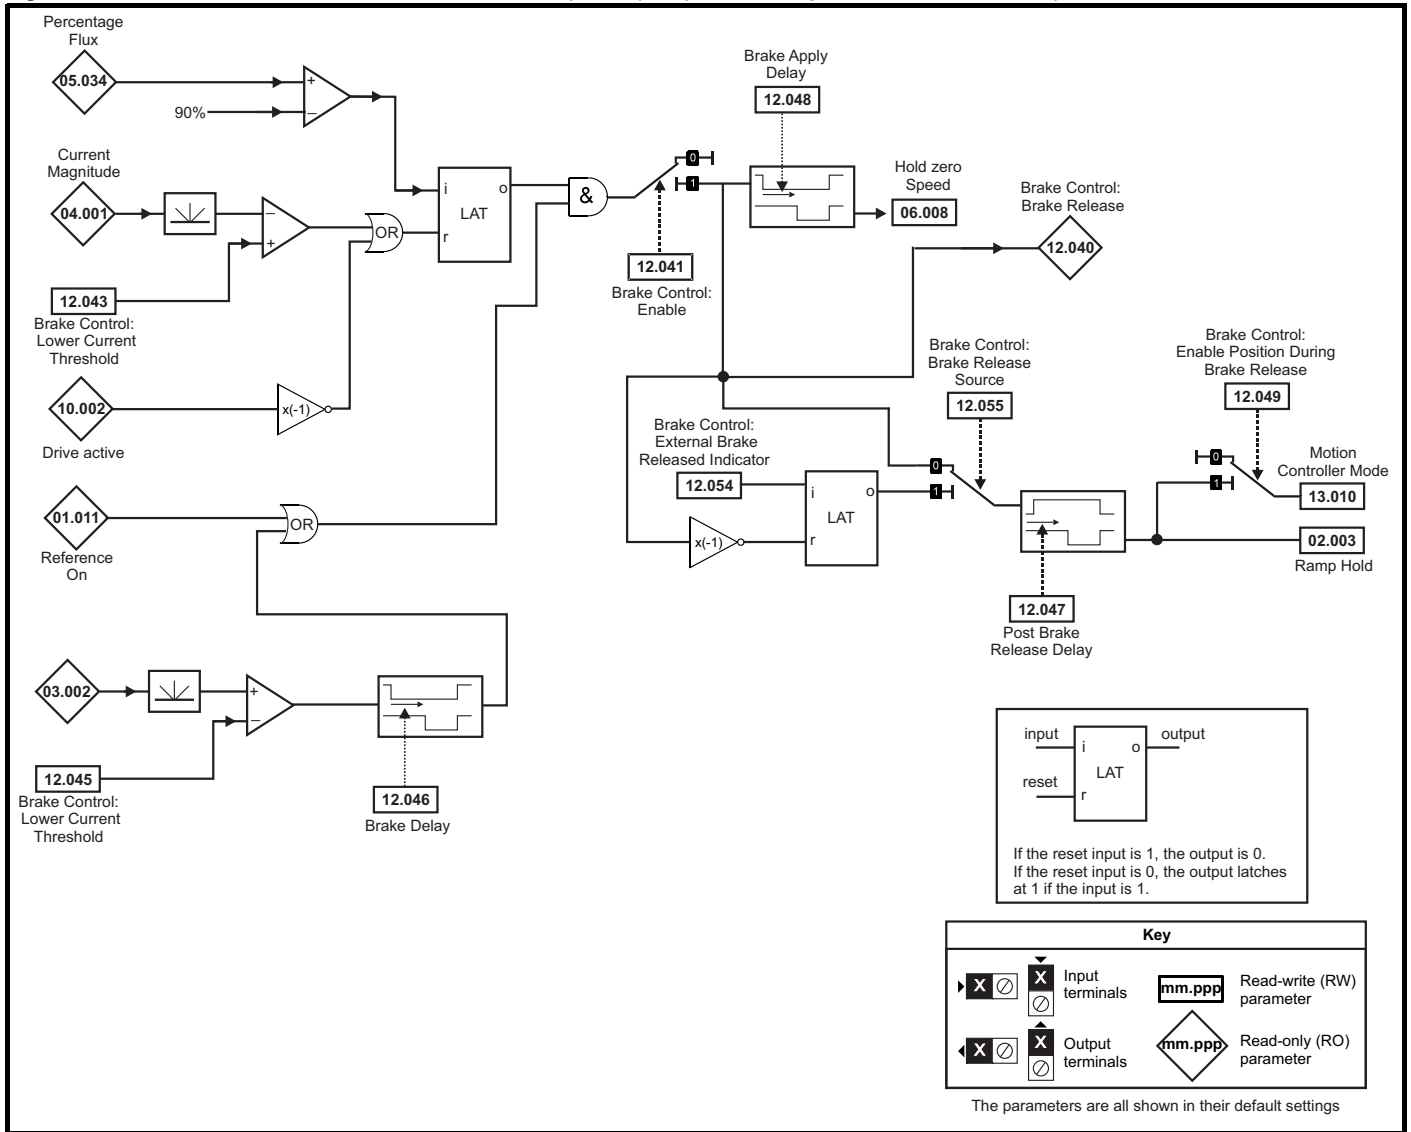 Percentage
Flux
05.034
+
90%
–
Current
Magnitude
04.001
–
+
12.043
Brake Control:
Lower Current
Threshold
OR
i
o
LAT
r
10.002
x(-1)
Drive active
01.011
Reference
On
OR
&
0
1
12.041
Brake Control:
Enable
Brake Apply
Delay
12.048
Hold zero
Speed
06.008
Brake Control:
Brake Release
12.040
Brake Control:
External Brake
Released Indicator
12.054
x(-1)
i
o
LAT
r
Brake Control:
Brake Release
Source
12.055
0
1
Brake Control:
Enable Position During
Brake Release
12.049
0
1
Motion
Controller Mode
13.010
02.003
Ramp Hold
12.047
Post Brake
Release Delay
03.002
+
–
12.045
Brake Control:
Lower Current
Threshold
12.046
Brake Delay
input
i
o
output
LAT
reset
r
If the reset input is 1, the output is 0.
If the reset input is 0, the output latches
at 1 if the input is 1.
Key
X
X
Input
terminals
mm.ppp
Read-write (RW)
parameter
X
X
Output
terminals
mm.ppp
Read-only (RO)
parameter
The parameters are all shown in their default settings